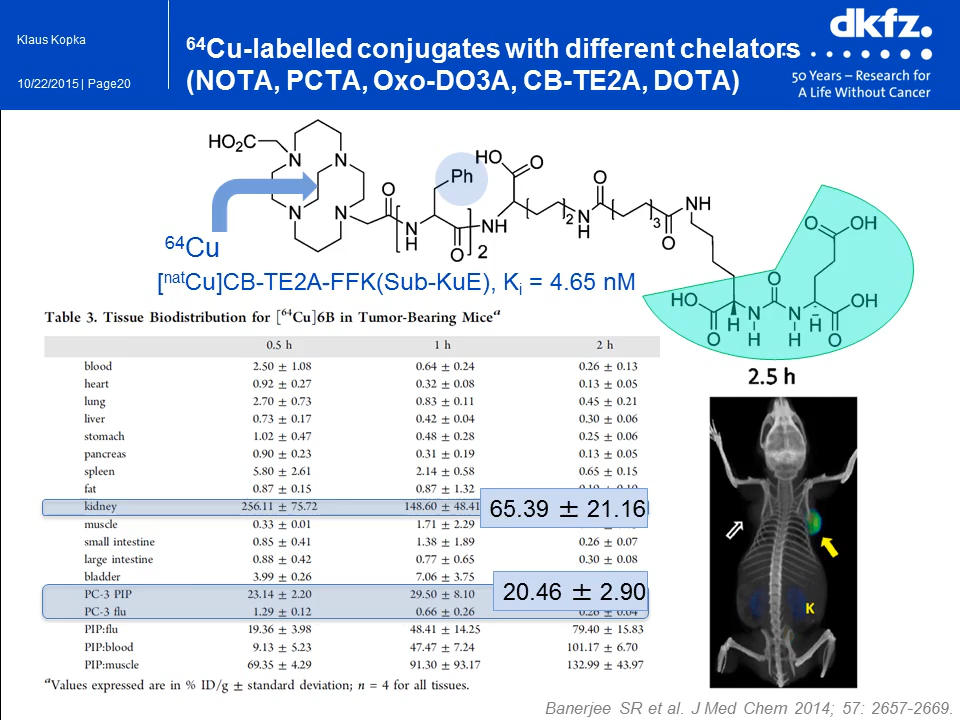 Klaus Kopka
10/22/2015 | Page20
64Cu-labelled conjugates with different chelators
(NOTA, PCTA, Oxo-DO3A, CB-TE2A, DOTA)
dkfz.
50 Years – Research for
A Life Without Cancer
HO2C
N N
N N
O
N
H
Ph
O
2
NH
HO O
2
N
H
O
3
O
NH
HO
O
H
N
H
O
N
H
H
O
OH
O
OH
64Cu
[natCu]CB-TE2A-FFK(Sub-KuE), Ki = 4.65 nM
Table 3. Tissue Biodistribution for [64Cu]6B in Tumor-Bearing Micea
0.5 h 1 h 2 h
blood 2.50 ± 1.08 0.64 ± 0.24 0.26 ± 0.13
heart 0.92 ± 0.27 0.32 ± 0.08 0.13 ± 0.05
lung 2.70 ± 0.73 0.83 ± 0.11 0.45 ± 0.21
liver 0.73 ± 0.17 0.42 ± 0.04 0.30 ± 0.06
stomach 1.02 ± 0.47 0.48 ± 0.28 0.25 ± 0.06
pancreas 0.90 ± 0.23 0.31 ± 0.19 0.13 ± 0.05
spleen 5.80 ± 2.61 2.14 ± 0.58 0.65 ± 0.15
fat 0.87 ± 0.15 0.87 ± 1.32
kidney 256.11 ± 75.72 148.60 ± 48.41 65.39 ± 21.16
muscle 0.33 ± 0.01 1.71 ± 2.29
small intestine 0.85 ± 0.41 1.38 ± 1.89 0.26 ± 0.07
large intestine 0.88 ± 0.42 0.77 ± 0.65 0.30 ± 0.08
bladder 3.99 ± 0.26 7.06 ± 3.75
PC-3 PIP 23.14 ± 2.20 29.50 ± 8.10 20.46 ± 2.90
PC-3 flu 1.29 ± 0.12 0.66 ± 0.26 0.26 ± 0.04
PIP:flu 19.36 ± 3.98 48.41 ± 14.25 79.40 ± 15.83
PIP:blood 9.13 ± 5.23 47.47 ± 7.24 101.17 ± 6.70
PIP:muscle 69.35 ± 4.29 91.30 ± 93.17 132.99 ± 43.97
aValues expressed are in % ID/g ± standard deviation; n = 4 for all tissues.
2.5 h
K
Banerjee SR et al. J Med Chem 2014; 57: 2657-2669.